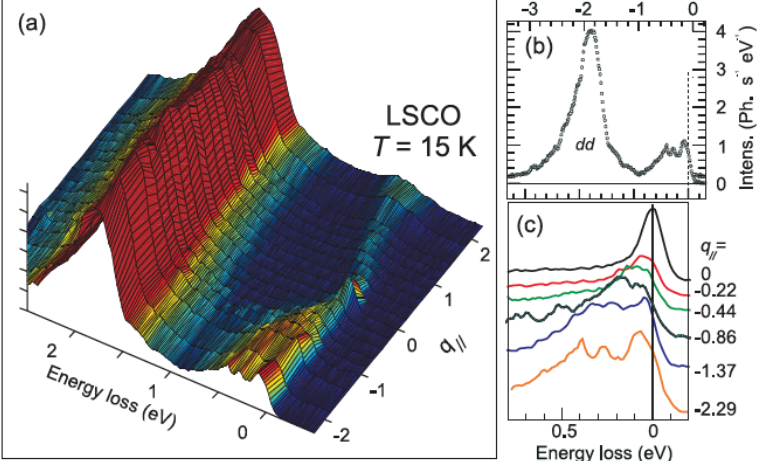 (a)
LSCO
T = 15 K
2
1
0
Energy loss (eV)
2
1
0
-1
-2
q//
-3 -2 -1 0
(b)
dd
4
3
2
1
0
Intens. (Ph. s⁻¹ eV⁻¹)
(c)
q//=
0
-0.22
-0.44
-0.86
-1.37
-2.29
0.5 0
Energy loss (eV)